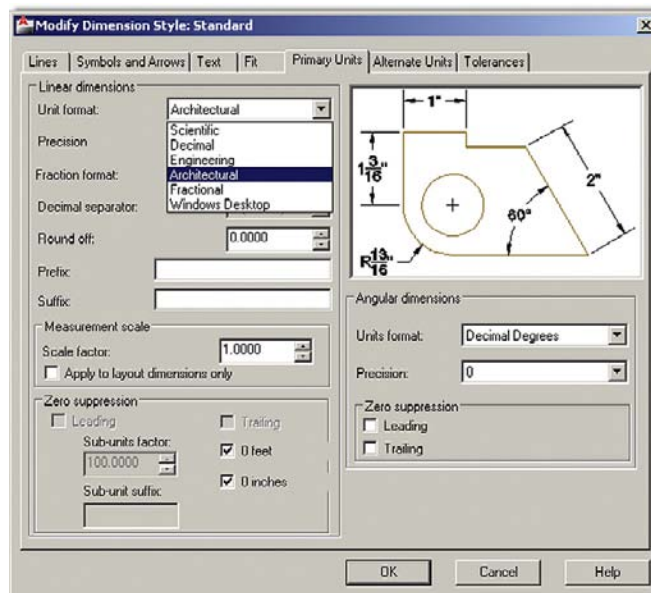 Modify Dimension Style: Standard
Lines Symbols and Arrows Text Fit Primary Units Alternate Units Tolerances
Linear dimensions
Unit format: Architectural
Scientific
Decimal
Engineering
Architectural
Fractional
Windows Desktop
Precision
Fraction format:
Decimal separator:
Round off: 0.0000
Prefix:
Suffix:
Measurement scale
Scale factor: 1.0000
Apply to layout dimensions only
Zero suppression
Leading
Trailing
Sub-units factor:
100.0000
Sub-unit suffix:
0 feet
0 inches
1"
1 3/16"
2"
60°
R 13/16"
Angular dimensions
Units format: Decimal Degrees
Precision: 0
Zero suppression
Leading
Trailing
OK Cancel Help